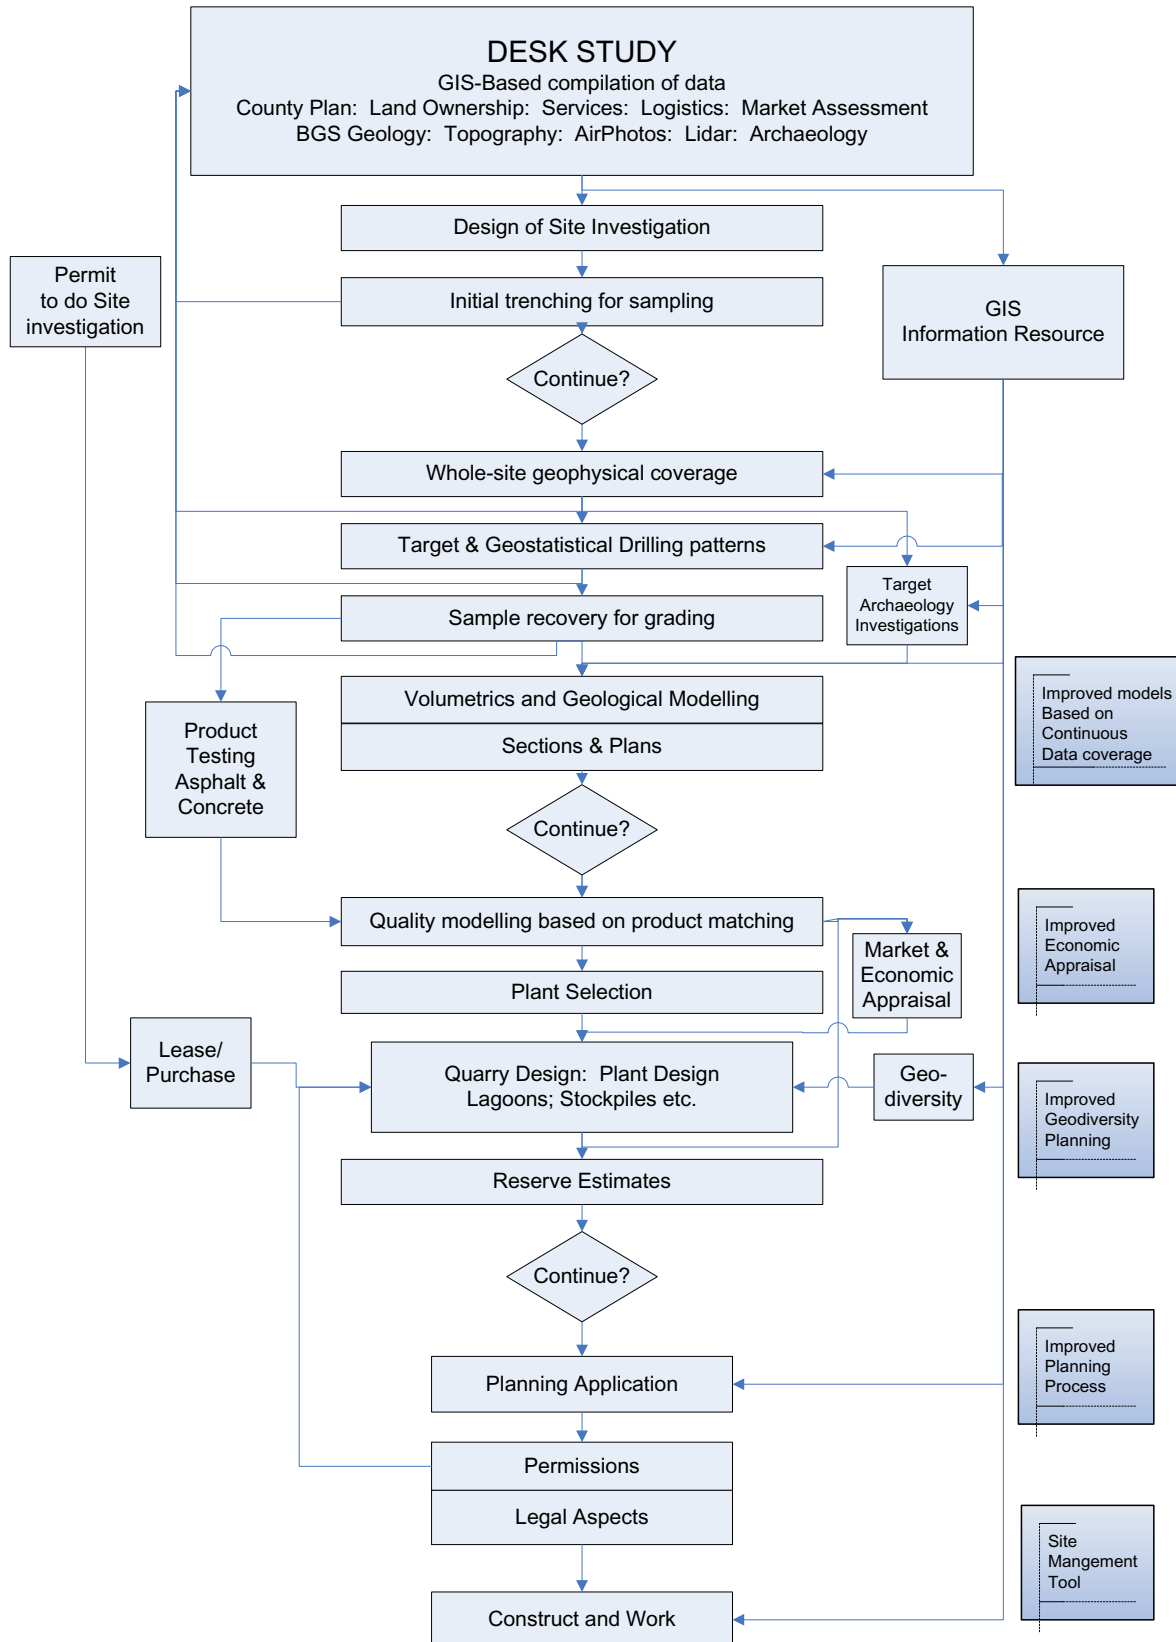 DESK STUDY
GIS-Based compilation of data
County Plan: Land Ownership: Services: Logistics: Market Assessment
BGS Geology: Topography: AirPhotos: Lidar: Archaeology
Design of Site Investigation
Permit
to do Site
investigation
Initial trenching for sampling
GIS
Information Resource
Continue?
Whole-site geophysical coverage
Target & Geostatistical Drilling patterns
Target
Archaeology
Investigations
Sample recovery for grading
Volumetrics and Geological Modelling
Sections & Plans
Improved models
Based on
Continuous
Data coverage
Product
Testing
Asphalt &
Concrete
Continue?
Quality modelling based on product matching
Market &
Economic
Appraisal
Improved
Economic
Appraisal
Plant Selection
Lease/
Purchase
Quarry Design: Plant Design
Lagoons; Stockpiles etc.
Geo-
diversity
Improved
Geodiversity
Planning
Reserve Estimates
Continue?
Planning Application
Improved
Planning
Process
Permissions
Legal Aspects
Site
Mangement
Tool
Construct and Work